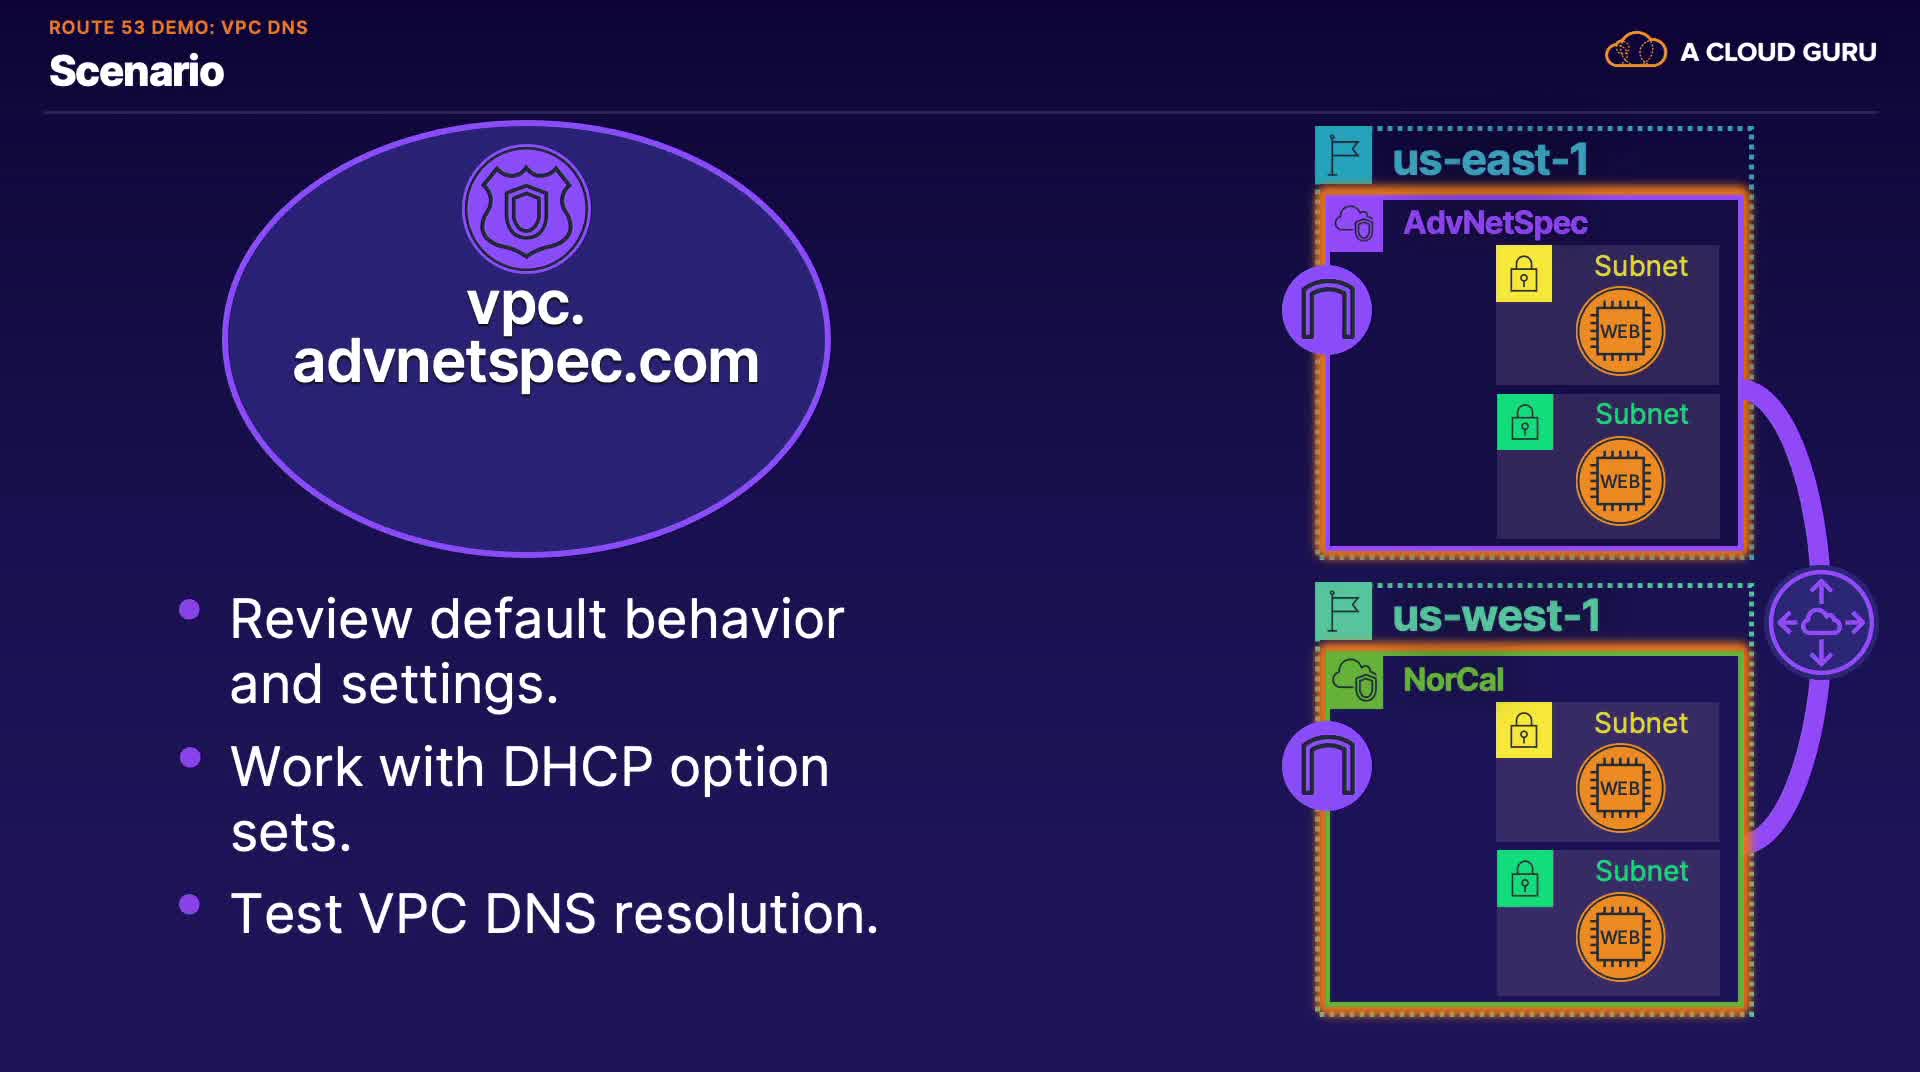 ROUTE 53 DEMO: VPC DNS
Scenario
A CLOUD GURU
vpc.
advnetspec.com
Review default behavior
and settings.
Work with DHCP option
sets.
Test VPC DNS resolution.
us-east-1
AdvNetSpec
Subnet
WEB
Subnet
WEB
us-west-1
NorCal
Subnet
WEB
Subnet
WEB